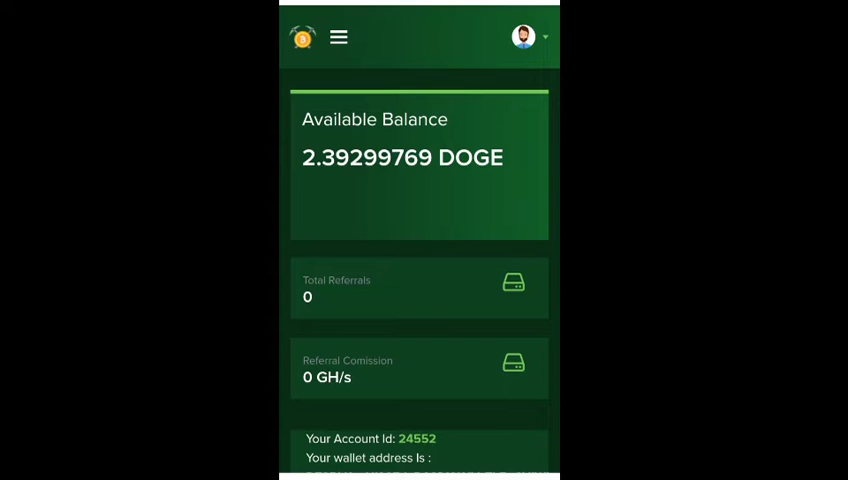 Available Balance
2.39299769 DOGE
Total Referrals
0
Referral Comission
0 GH/s
Your Account Id: 24552
Your wallet address Is :